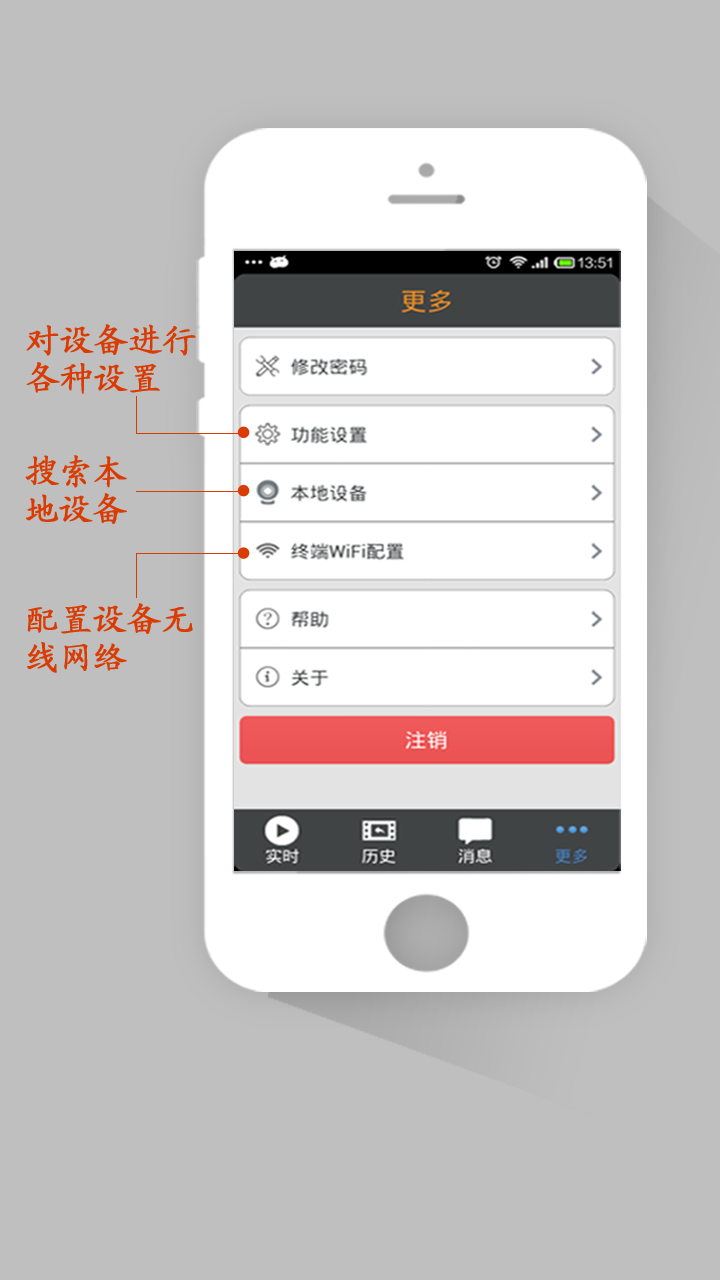 13:51
更多
对设备进行
各种设置
修改密码
功能设置
搜索本
地设备
本地设备
终端WiFi配置
配置设备无
线网络
帮助
关于
注销
实时
历史
消息
更多